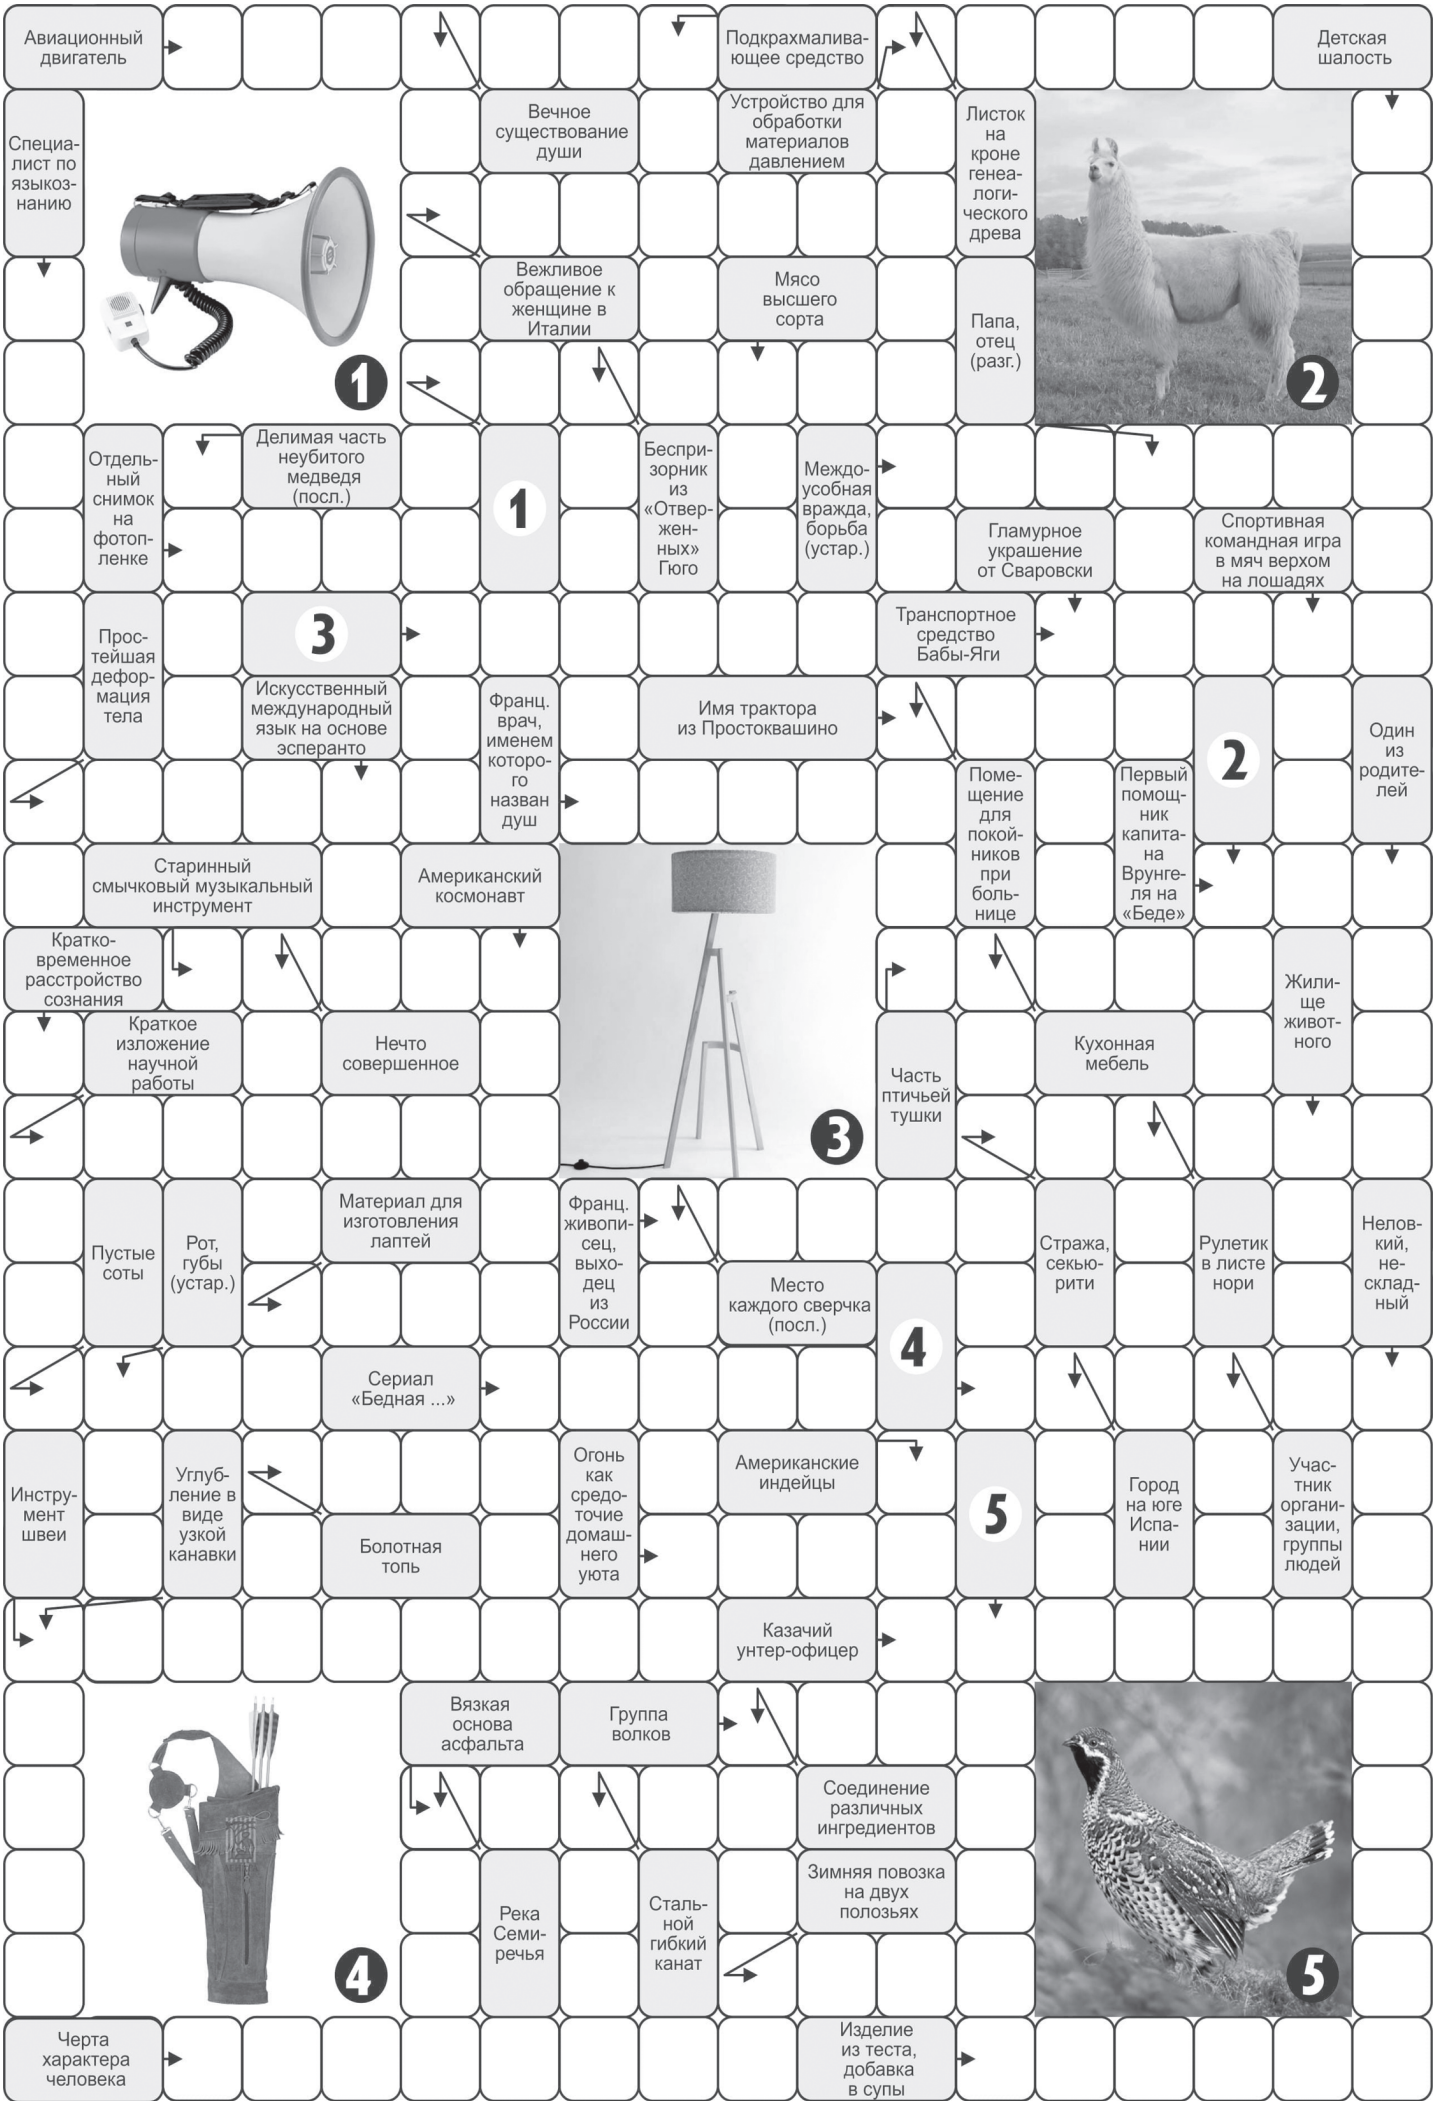 Авиационный
двигатель
Подкрахмалива-
ющее средство
Детская
шалость
Специа-
лист по
языкоз-
нанию
Вечное
существование
души
Устройство для
обработки
материалов
давлением
Листок
на
кроне
генеа-
логи-
ческого
древа
Вежливое
обращение к
женщине в
Италии
Мясо
высшего
сорта
Папа,
отец
(разг.)
1
2
Отдель-
ный
снимок
на
фотоп-
ленке
Делимая часть
неубитого
медведя
(посл.)
1
Беспри-
зорник
из
«Отвер-
жен-
ных»
Гюго
Междо-
усобная
вражда,
борьба
(устар.)
Гламурное
украшение
от Сваровски
Спортивная
командная игра
в мяч верхом
на лошадях
Прос-
тейшая
дефор-
мация
тела
3
Транспортное
средство
Бабы-Яги
Искусственный
международный
язык на основе
эсперанто
Франц.
врач,
именем
которо-
го
назван
душ
Имя трактора
из Простоквашино
2
Один
из
родите-
лей
Поме-
щение
для
покой-
ников
при
боль-
нице
Первый
помощ-
ник
капита-
на
Врунге-
ля на
«Беде»
Старинный
смычковый музыкальный
инструмент
Американский
космонавт
Кратко-
временное
расстройство
сознания
Жили-
ще
живот-
ного
Краткое
изложение
научной
работы
Нечто
совершенное
3
Часть
птичьей
тушки
Кухонная
мебель
Пустые
соты
Рот,
губы
(устар.)
Материал для
изготовления
лаптей
Франц.
живопи-
сец,
выхо-
дец
из
России
Место
каждого сверчка
(посл.)
4
Стража,
секью-
рити
Рулетик
в листе
нори
Нелов-
кий,
не-
склад-
ный
Сериал
«Бедная ...»
Инстру-
мент
швеи
Углуб-
ление в
виде
узкой
канавки
Болотная
топь
Огонь
как
средо-
точие
домаш-
него
уюта
Американские
индейцы
5
Город
на юге
Испа-
нии
Учас-
тник
органи-
зации,
группы
людей
Казачий
унтер-офицер
Вязкая
основа
асфальта
Группа
волков
Соединение
различных
ингредиентов
4
Река
Семи-
речья
Сталь-
ной
гибкий
канат
Зимняя повозка
на двух
полозьях
5
Черта
характера
человека
Изделие
из теста,
добавка
в супы